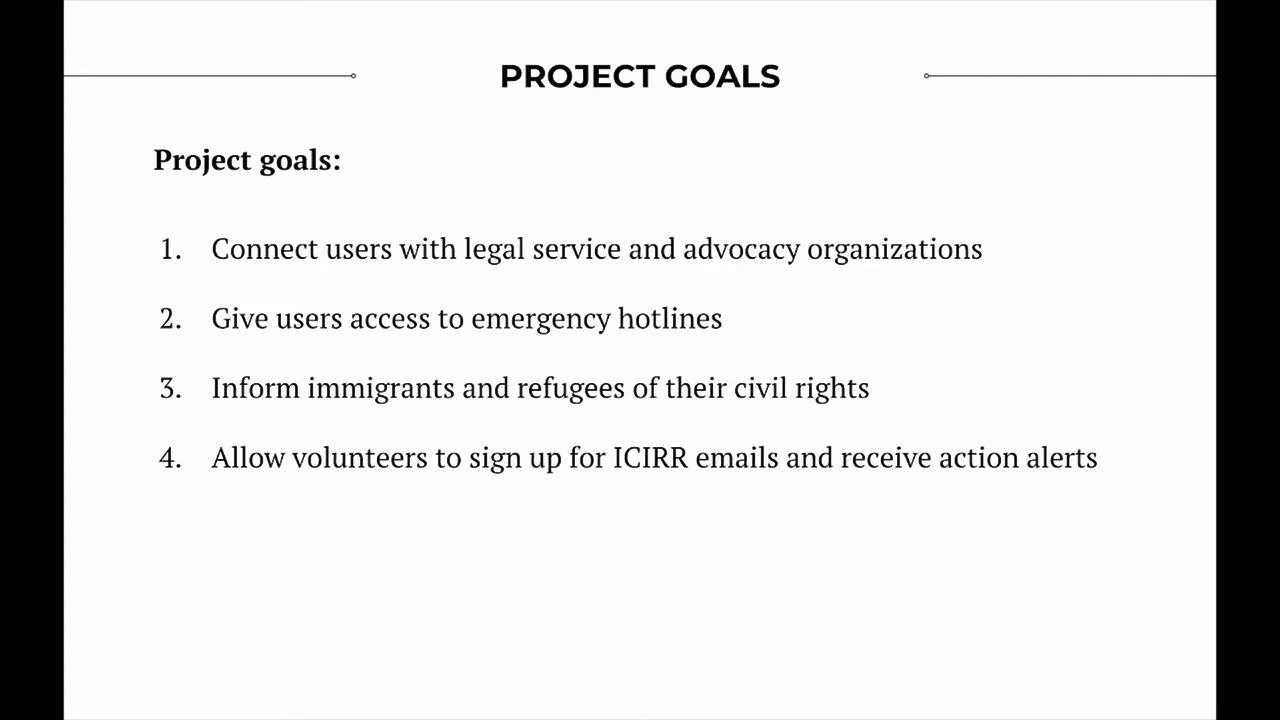 PROJECT GOALS
Project goals:
1. Connect users with legal service and advocacy organizations
2. Give users access to emergency hotlines
3. Inform immigrants and refugees of their civil rights
4. Allow volunteers to sign up for ICIRR emails and receive action alerts